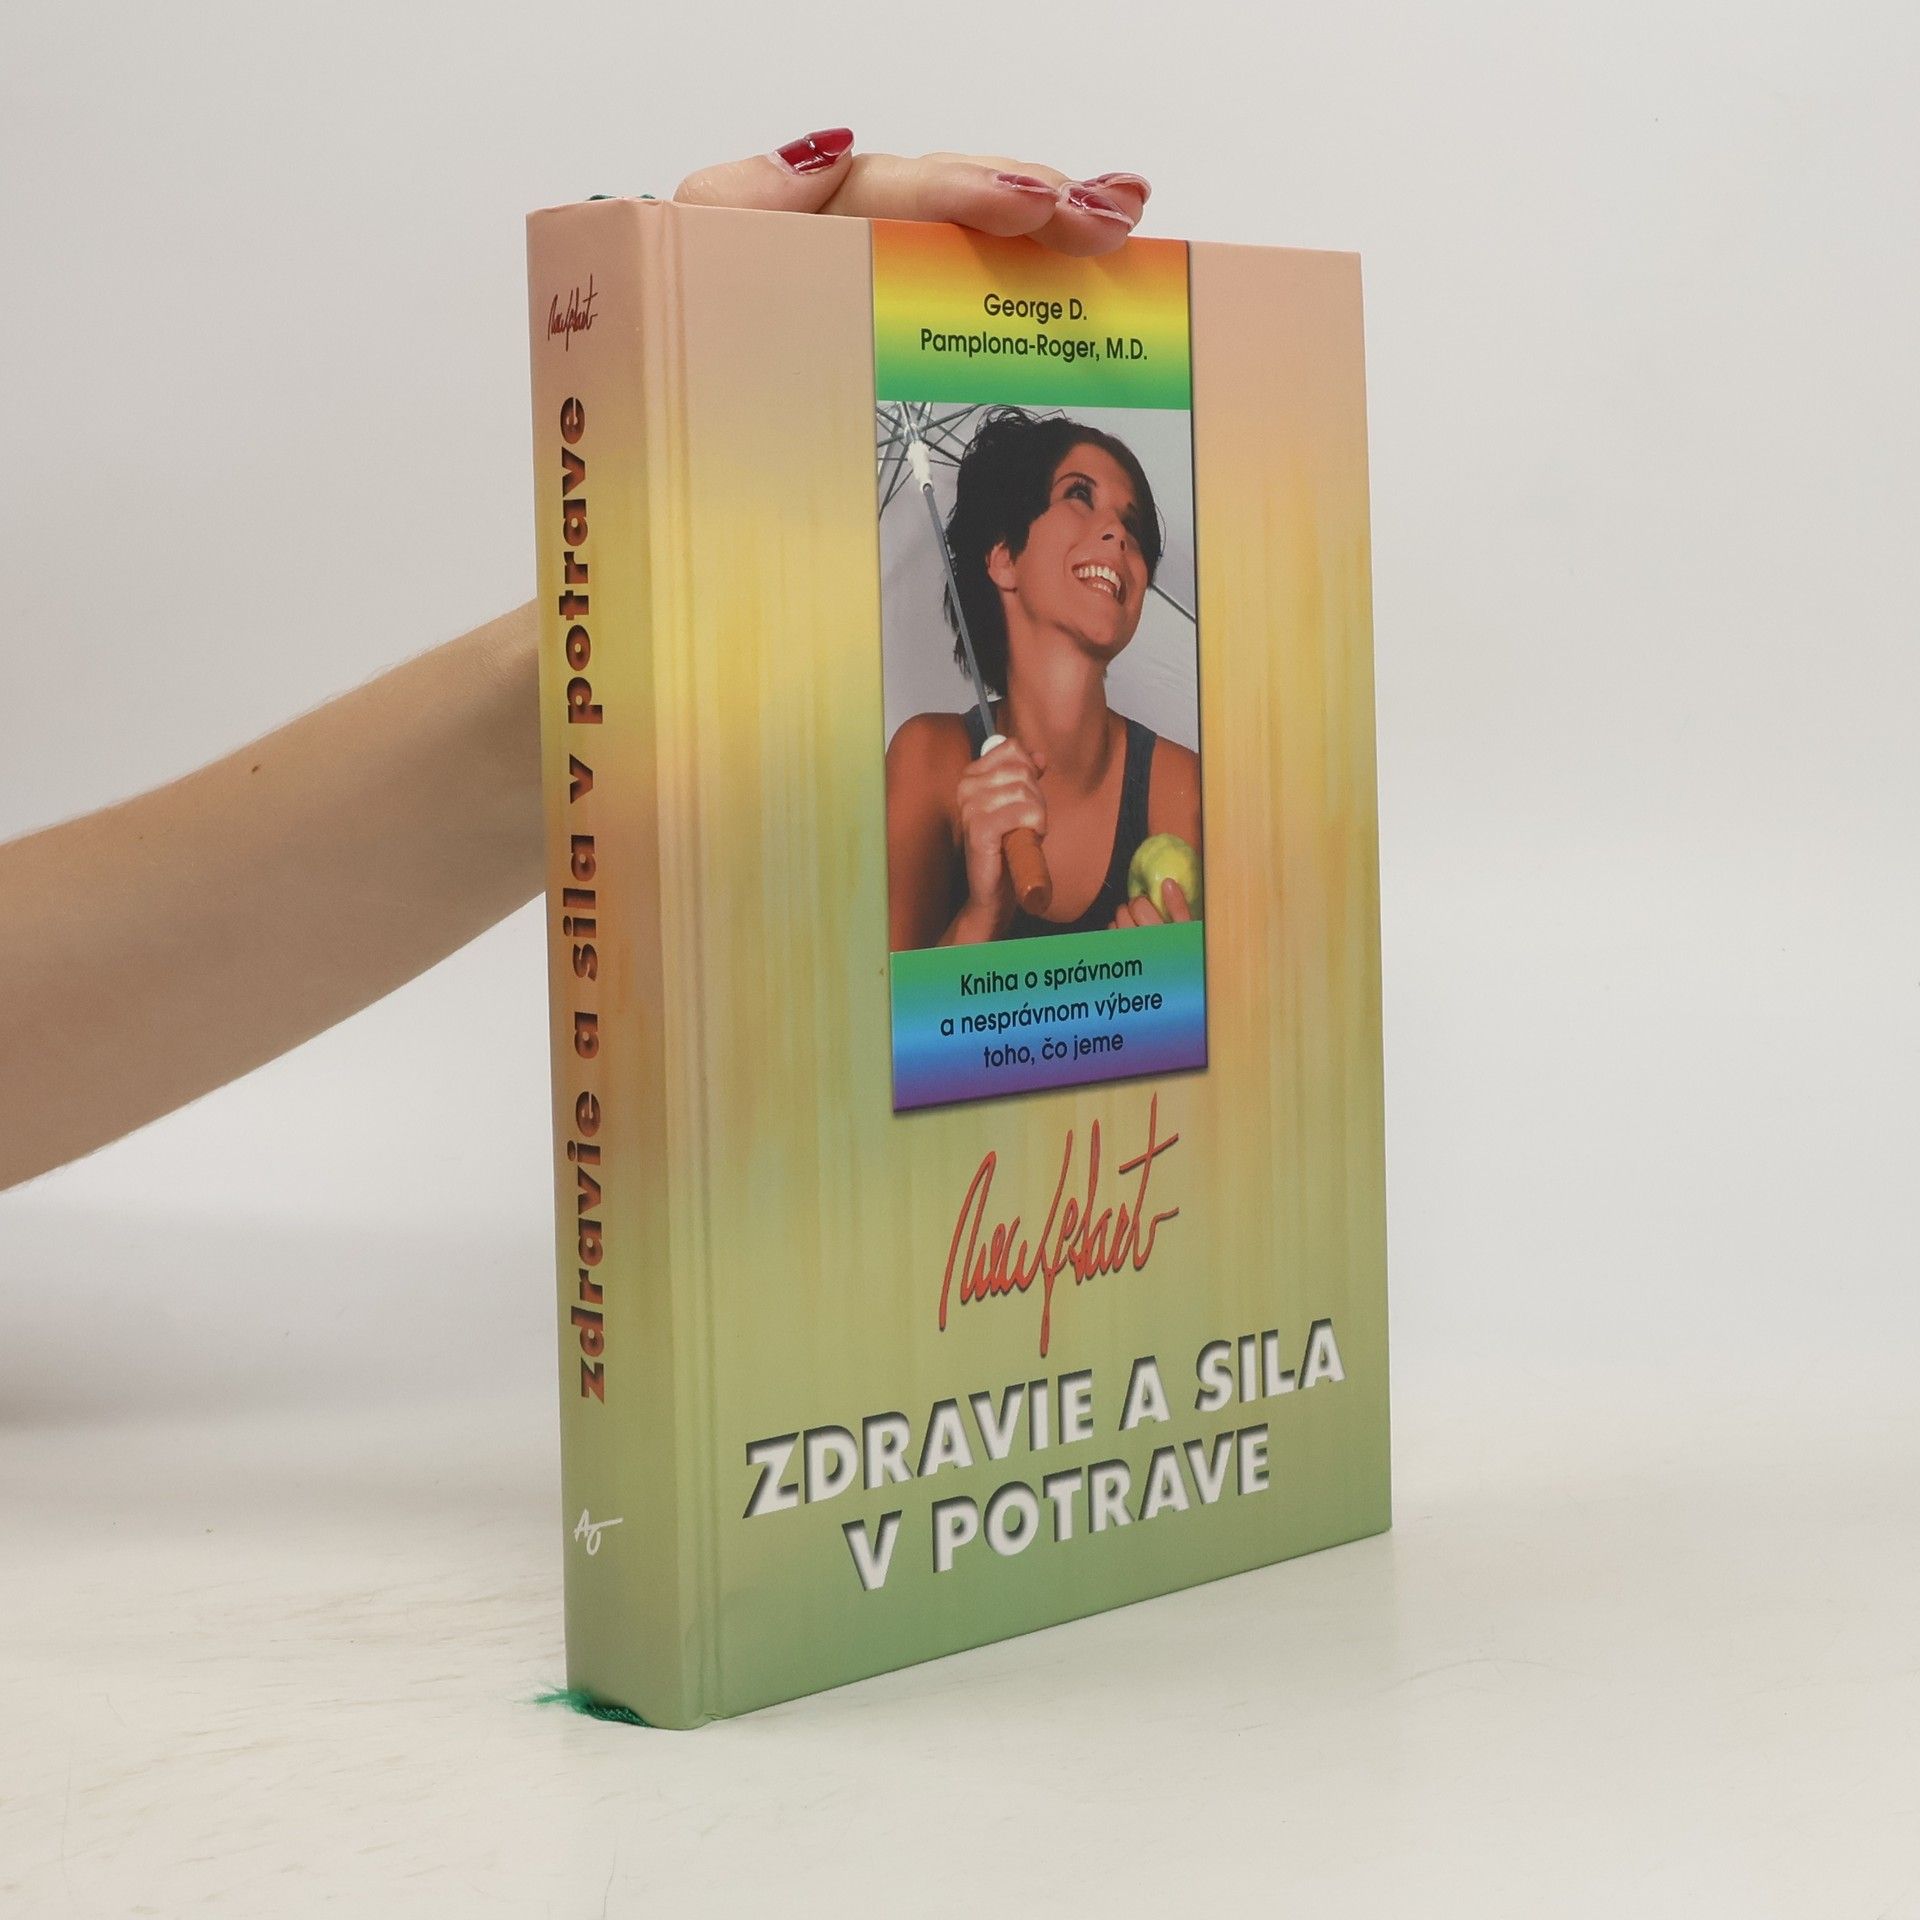 zdravie a sila v potrave
George D.
Pamplona-Roger, M.D.
Kniha o správnom
a nesprávnom výbere
toho, čo jeme
ZDRAVIE A SILA
V POTRAVE